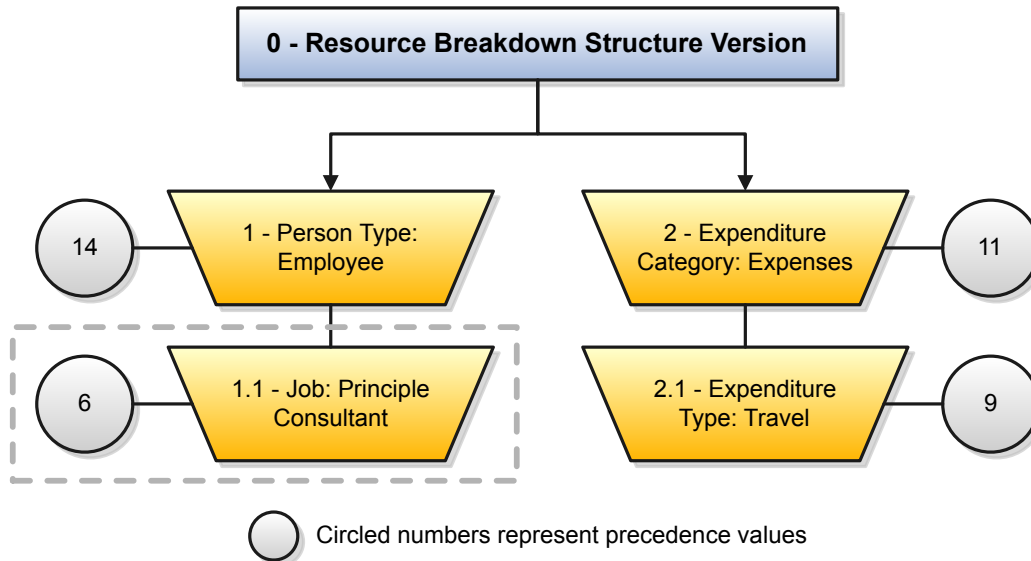 0 - Resource Breakdown Structure Version
14
1 - Person Type:
Employee
2 - Expenditure
Category: Expenses
11
6
1.1 - Job: Principle
Consultant
2.1 - Expenditure
Type: Travel
9
Circled numbers represent precedence values